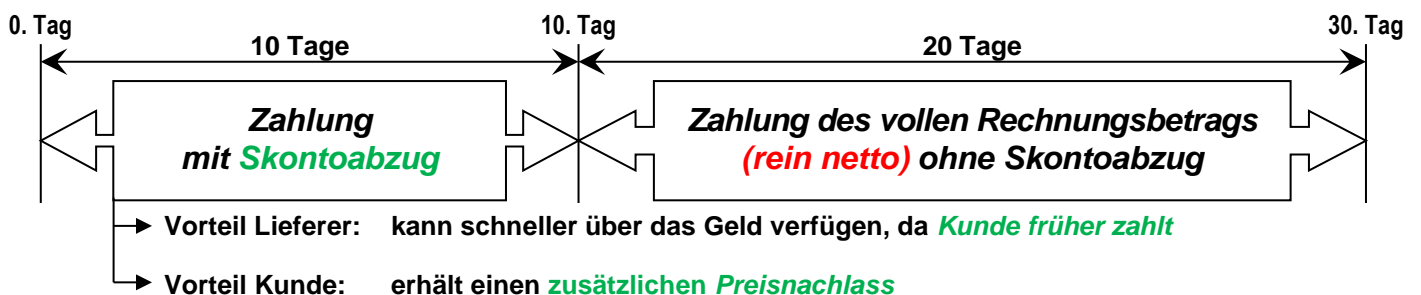 0. Tag 10. Tag 30. Tag
10 Tage 20 Tage
Zahlung
mit Skontoabzug
Zahlung des vollen Rechnungsbetrags
(rein netto) ohne Skontoabzug
Vorteil Lieferer: kann schneller über das Geld verfügen, da Kunde früher zahlt
Vorteil Kunde: erhält einen zusätzlichen Preisnachlass